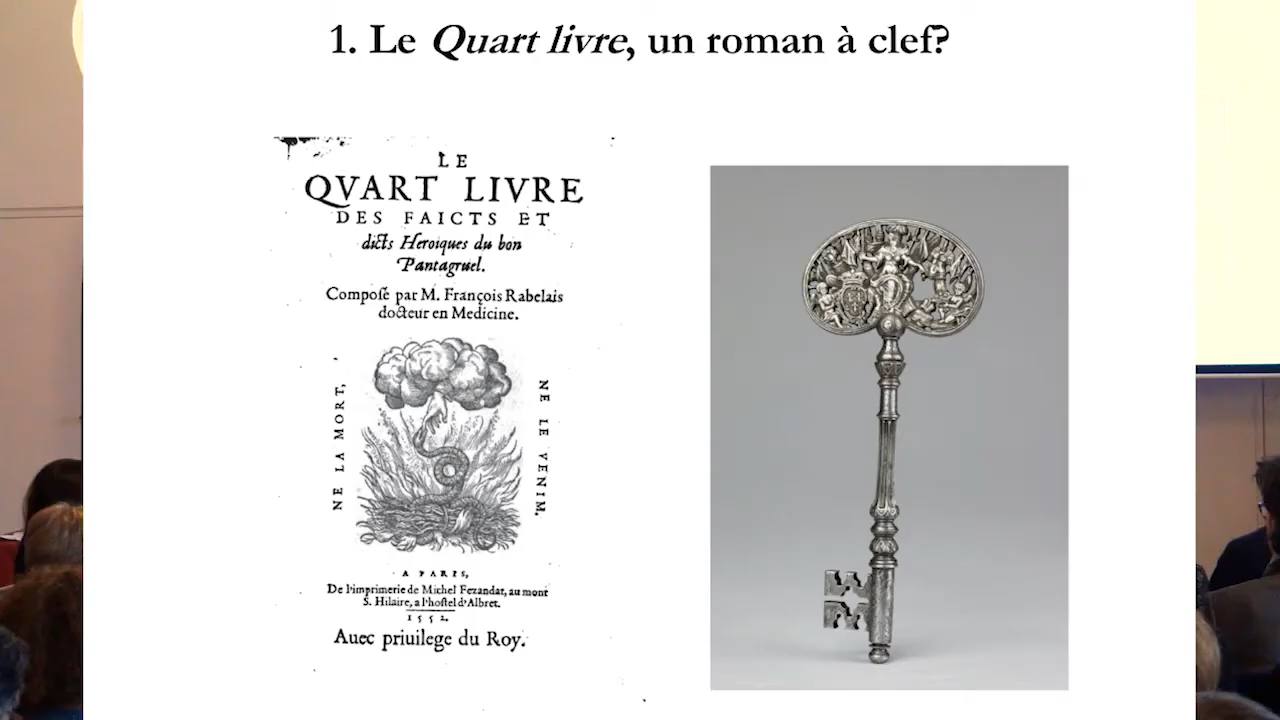 1. Le Quart livre, un roman à clef?
LE
QVART LIVRE
DES FAICTS ET
dicts Heroiques du bon
Pantagruel.
Composé par M. François Rabelais
docteur en Medicine.
NE LA MORT,
NE LE VENIM.
A PARIS,
De l'imprimerie de Michel Fezandat, au mont
S. Hilaire, a l'hostel d'Albret.
1552.
Auec priuilege du Roy.